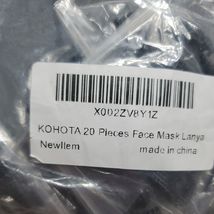 X002ZV8Y1Z
KOHOTA 20 Pieces Face Mask Lanya
NewItem made in china